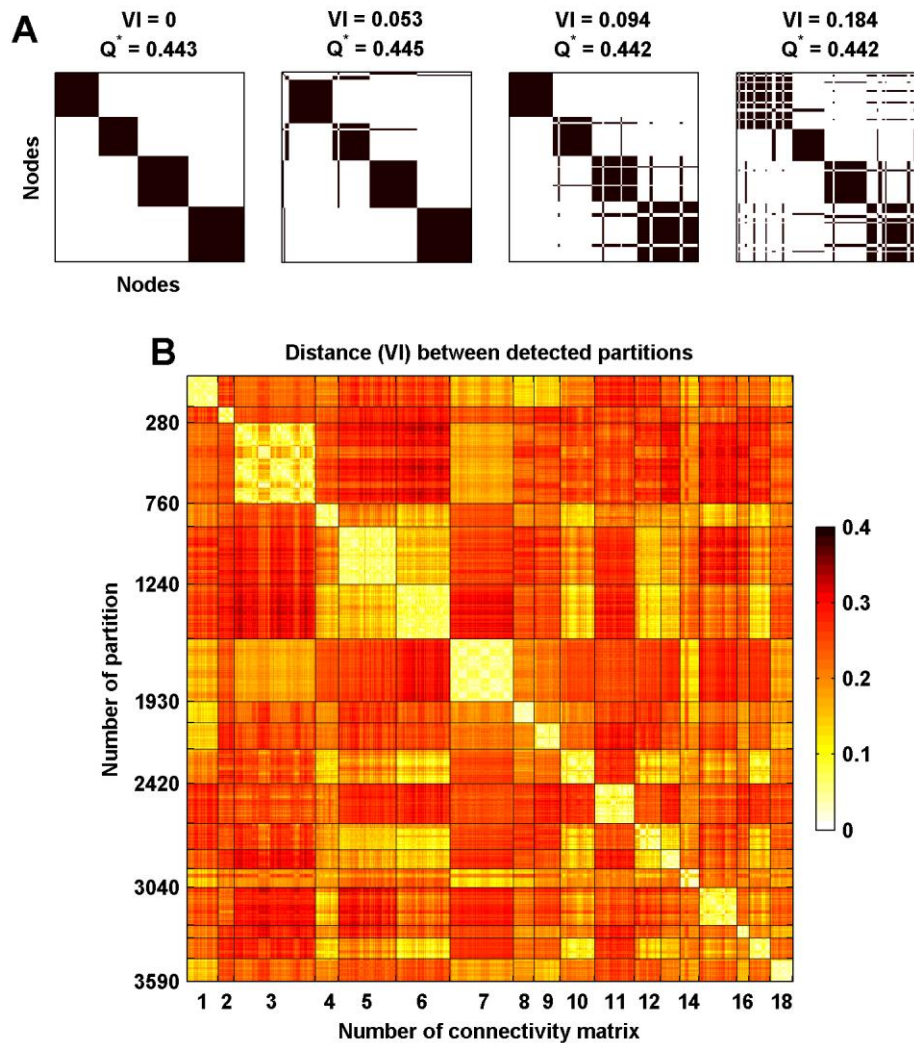 A
VI = 0
Q* = 0.443
VI = 0.053
Q* = 0.445
VI = 0.094
Q* = 0.442
VI = 0.184
Q* = 0.442
Nodes
Nodes
B
Distance (VI) between detected partitions
Number of partition
280
760
1240
1930
2420
3040
3590
1 2 3 4 5 6 7 8 9 10 11 12 14 16 18
Number of connectivity matrix
0.4
0.3
0.2
0.1
0